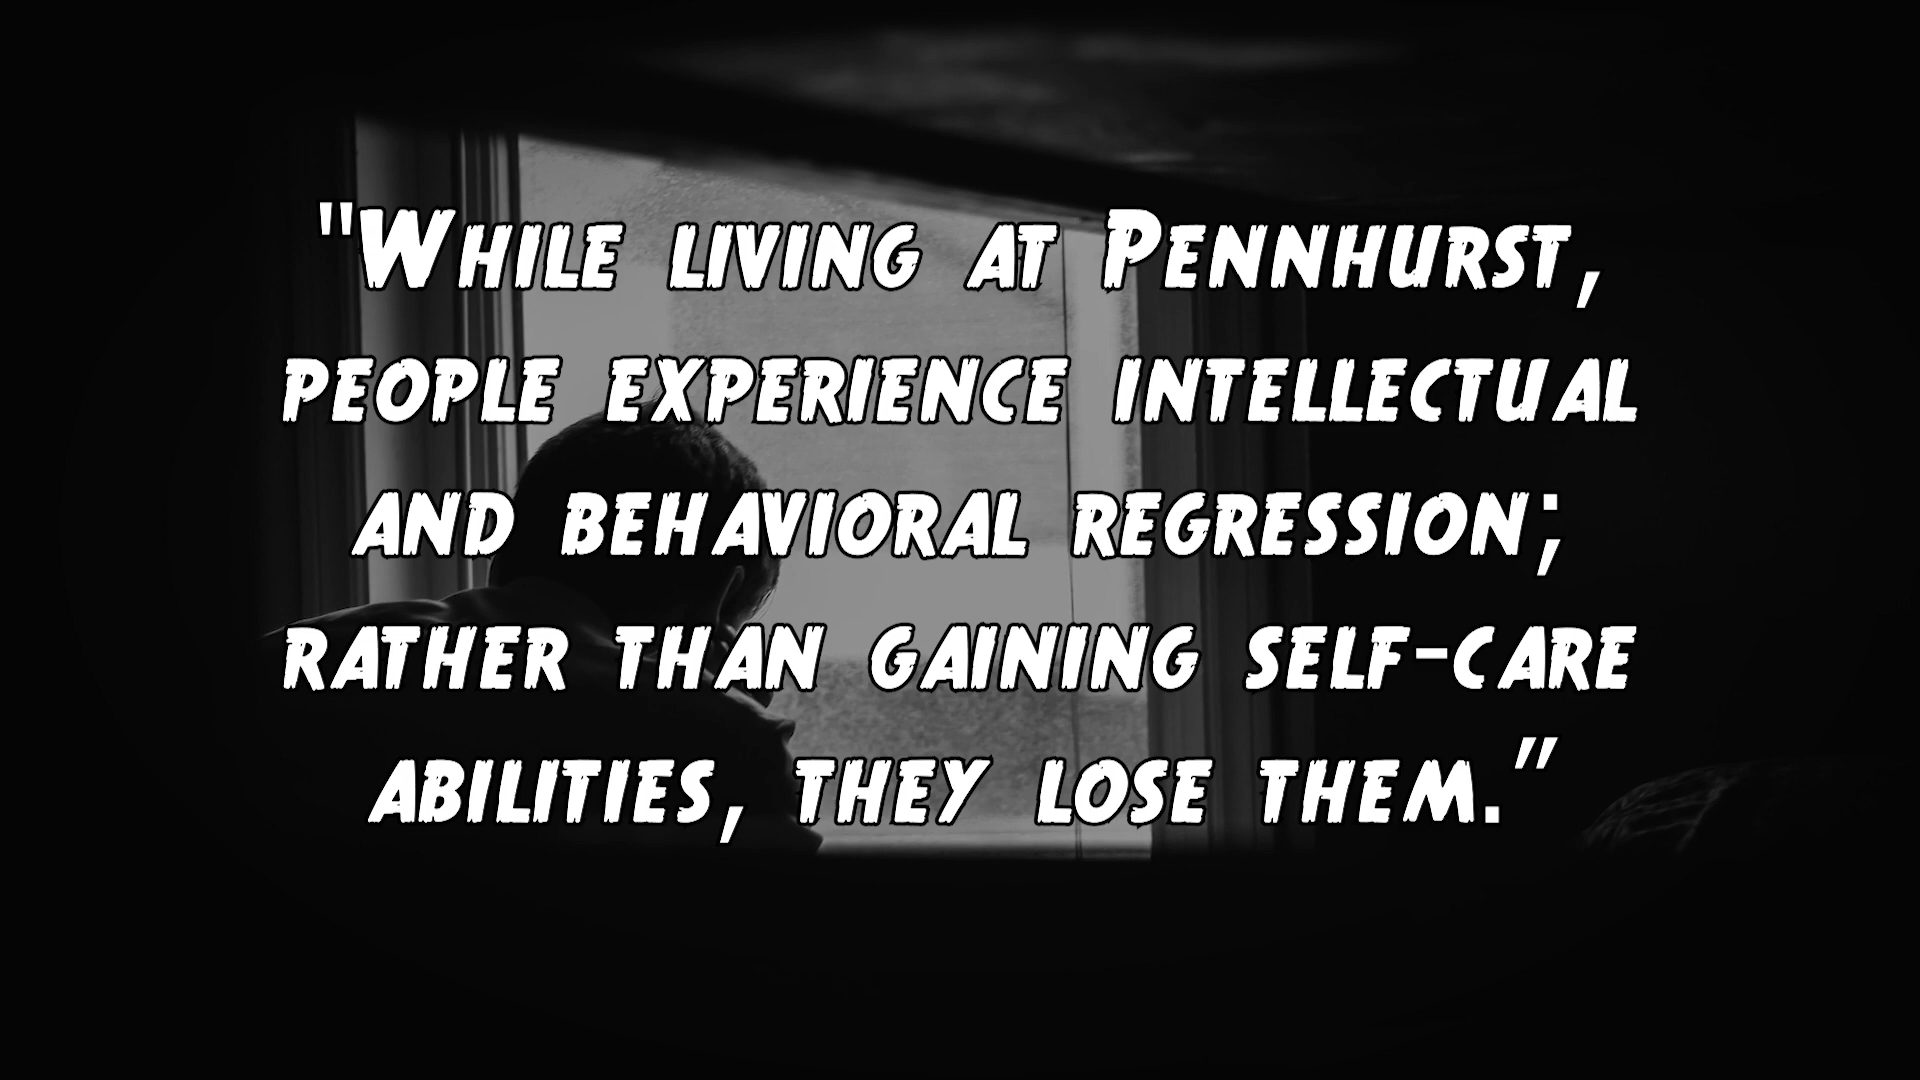 "While living at Pennhurst,
people experience intellectual
and behavioral regression;
rather than gaining self-care
abilities, they lose them."